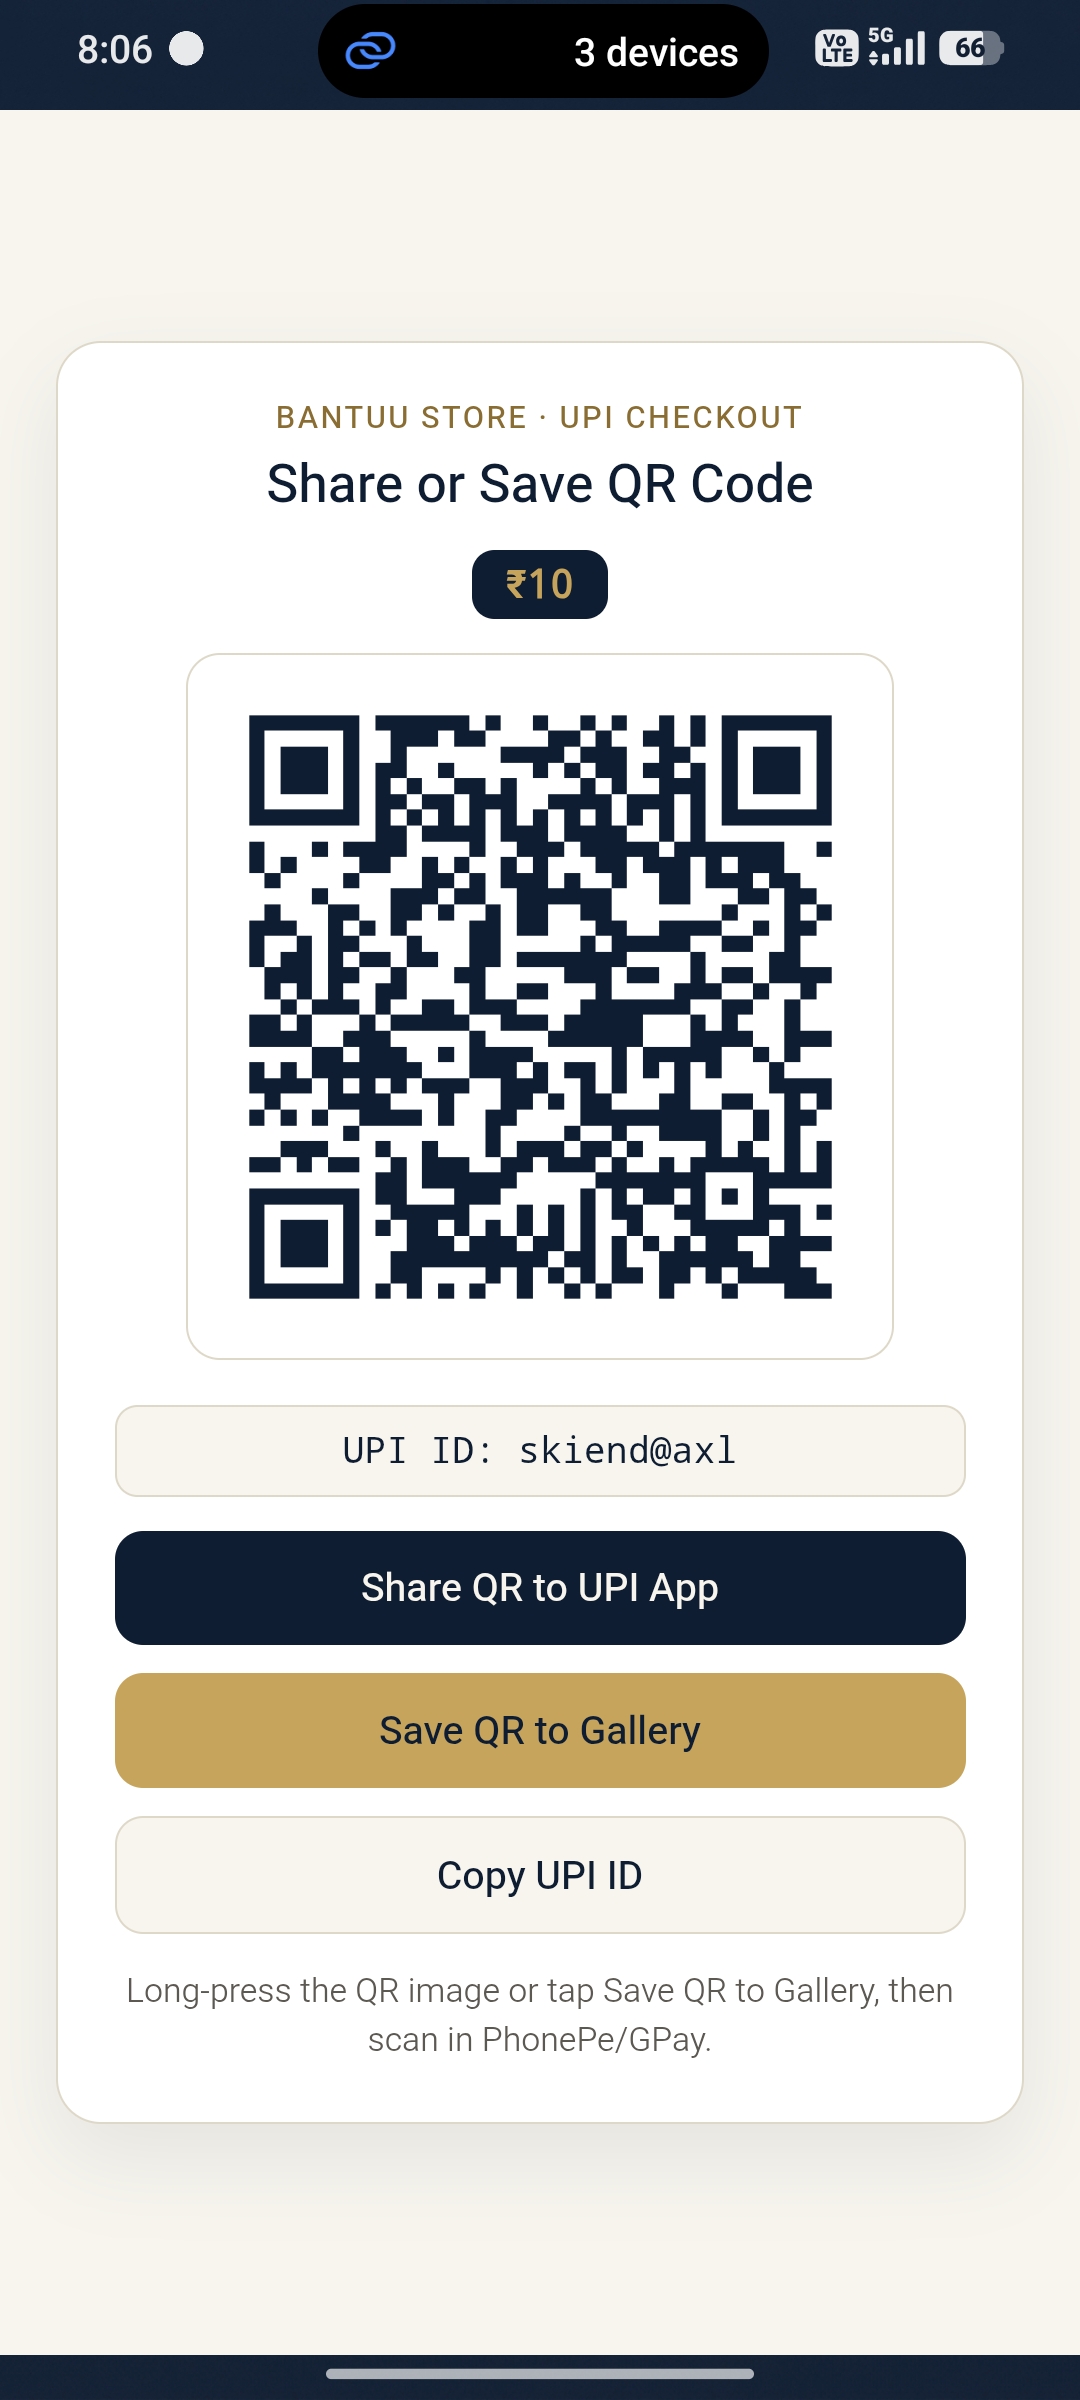 8:06
3 devices
Vo LTE
5G
66
BANTUU STORE · UPI CHECKOUT
Share or Save QR Code
₹10
UPI ID: skiend@axl
Share QR to UPI App
Save QR to Gallery
Copy UPI ID
Long-press the QR image or tap Save QR to Gallery, then
scan in PhonePe/GPay.